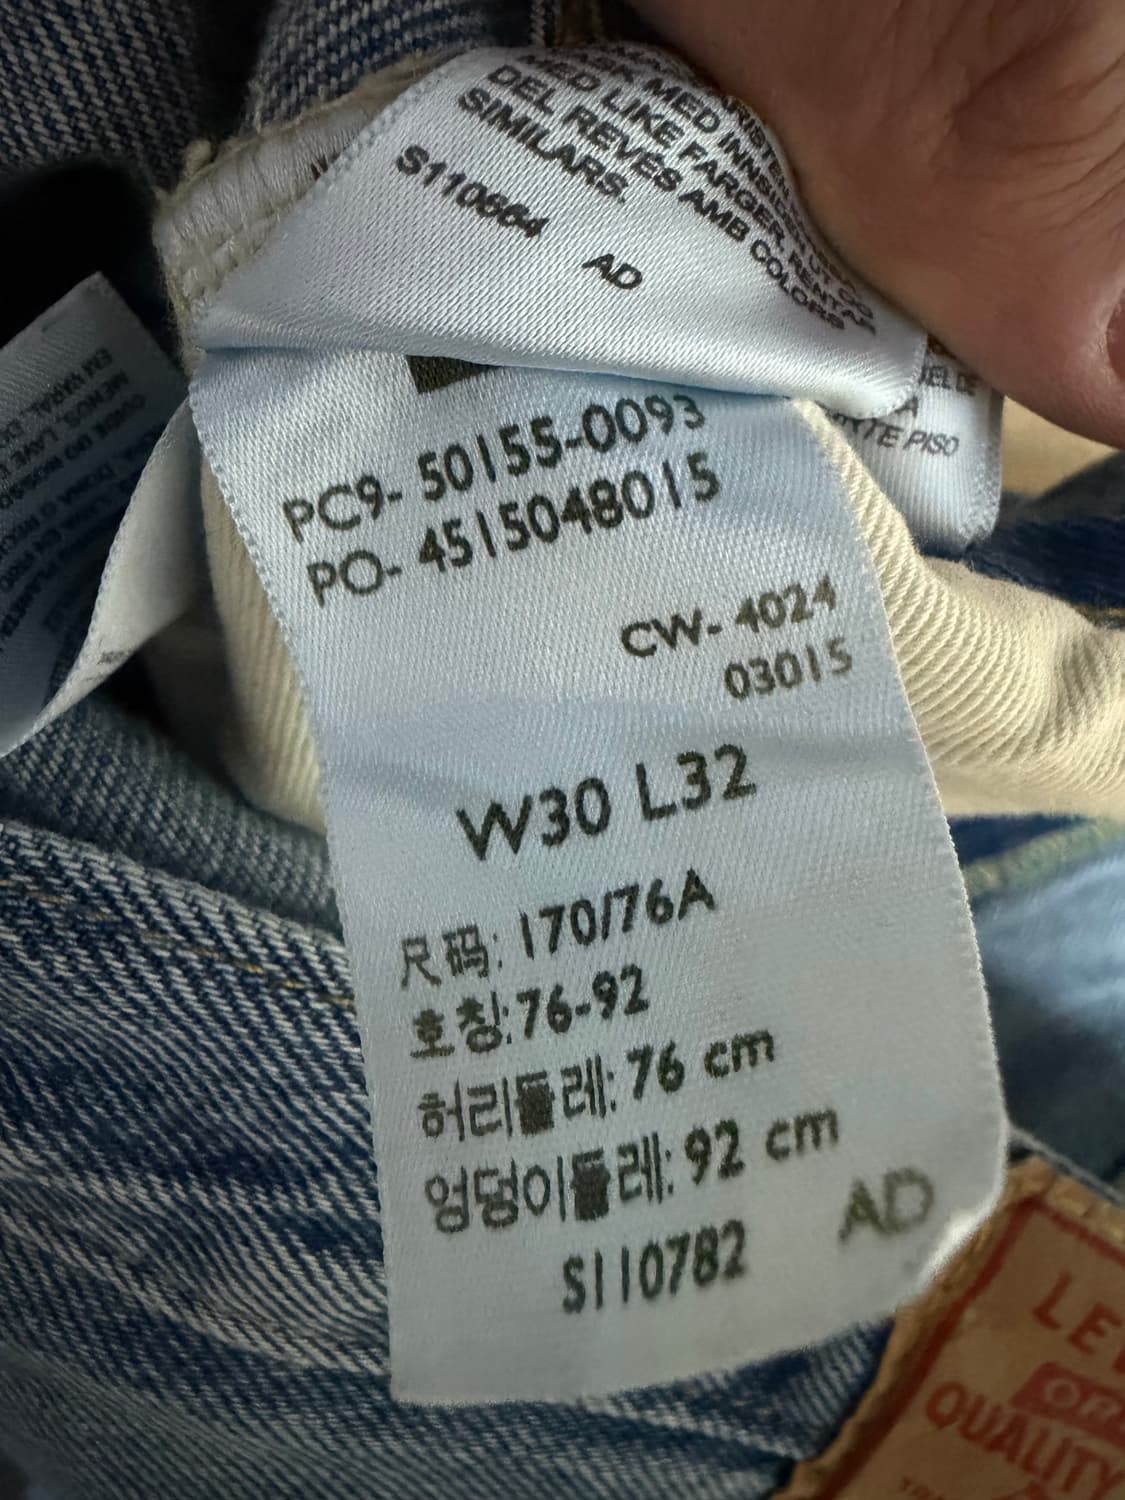 MED LIKE FARGER.
DEL REVÉS AMB COLORS
SIMILARS.
S110664 AD
PISO
PC9- 50155-0093
PO- 4515048015
CW- 4024
03015
W30 L32
尺码: 170/76A
호칭:76-92
허리둘레: 76 cm
엉덩이둘레: 92 cm
S110782 AD
QUALITY